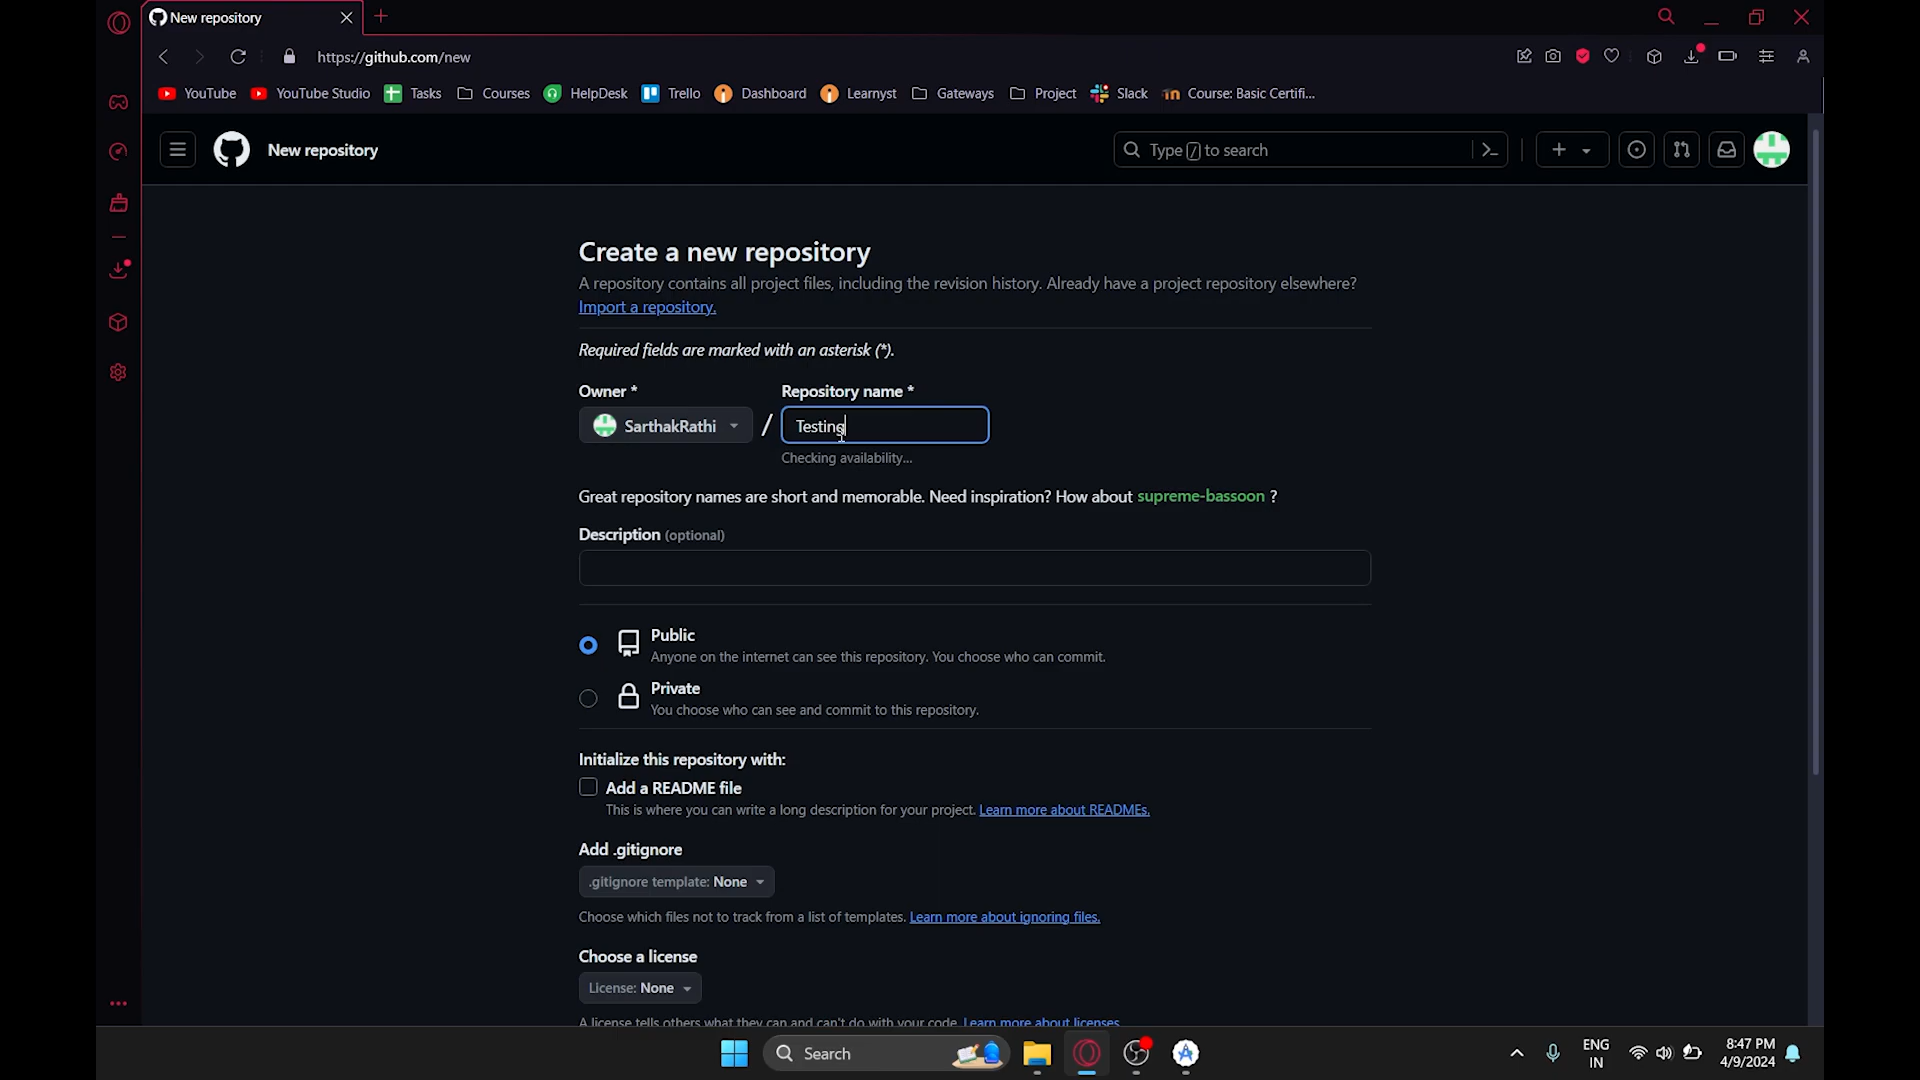 New repository
https://github.com/new
YouTube YouTube Studio Tasks Courses HelpDesk Trello Dashboard Learnyst Gateways Project Slack Course: Basic Certifi...
New repository
Type / to search
Create a new repository
A repository contains all project files, including the revision history. Already have a project repository elsewhere?
Import a repository.
Required fields are marked with an asterisk (*).
Owner * Repository name *
SarthakRathi / Testing
Checking availability...
Great repository names are short and memorable. Need inspiration? How about supreme-bassoon ?
Description (optional)
Public
Anyone on the internet can see this repository. You choose who can commit.
Private
You choose who can see and commit to this repository.
Initialize this repository with:
Add a README file
This is where you can write a long description for your project. Learn more about READMEs.
Add .gitignore
.gitignore template: None
Choose which files not to track from a list of templates. Learn more about ignoring files.
Choose a license
License: None
A license tells others what they can and can't do with your code. Learn more about licenses.
Search
ENG
IN
8:47 PM
4/9/2024